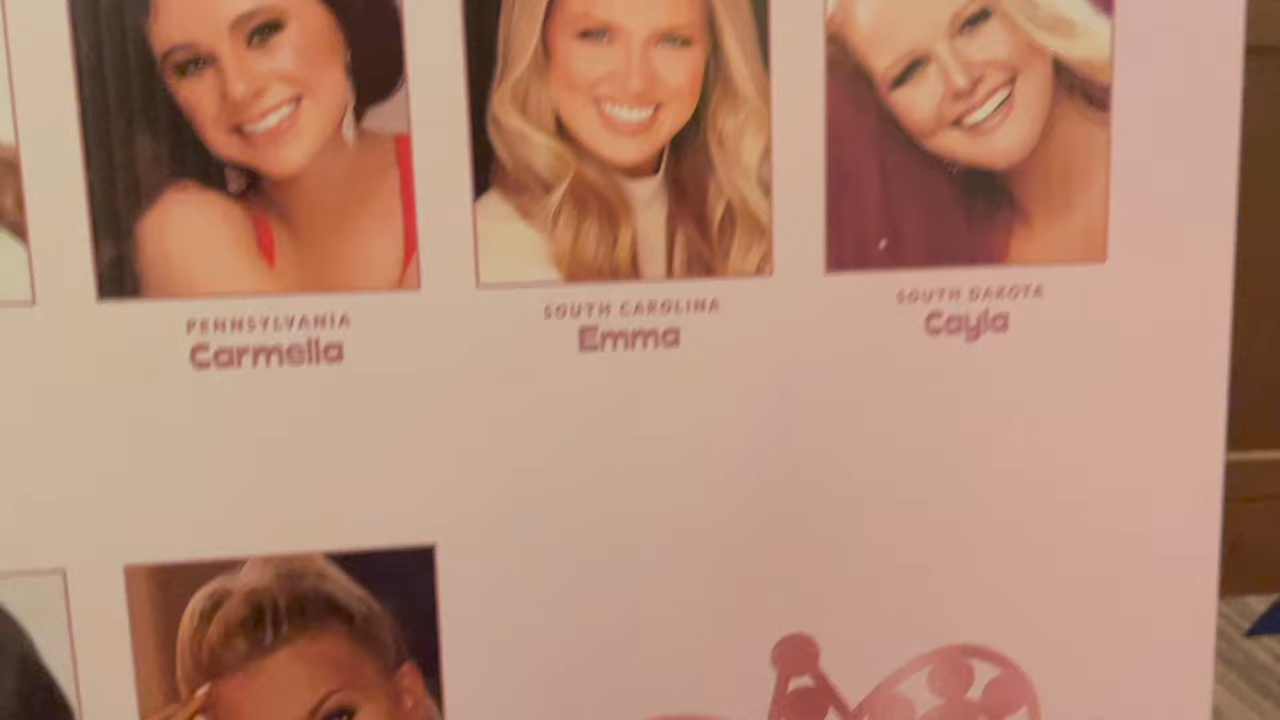 PENNSYLVANIA
Carmella
SOUTH CAROLINA
Emma
SOUTH DAKOTA
Cayla